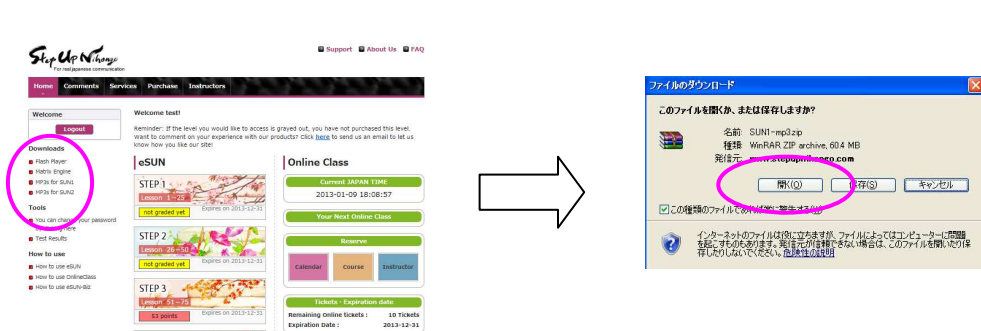 Step Up Nihongo
For real japanese communication
Support About Us FAQ
Home Comments Services Purchase Instructors
Welcome
Logout
Downloads
Flash Player
Matrix Engine
MP3s for SUN1
MP3s for SUN2
Tools
You can change your password
Test Results
How to use
How to use eSUN
How to use OnlineClass
How to use eSUN-Biz
Welcome test!
Reminder: If the level you would like to access is grayed out, you have not purchased this level.
Want to comment on your experience with our products? Click here to send us an email to let us
know how you like our site!
eSUN
STEP 1
Lesson 1-25
not graded yet
Expires on 2013-12-31
STEP 2
Lesson 26-50
not graded yet
Expires on 2013-12-31
STEP 3
Lesson 51-75
53 points
Expires on 2013-12-31
Online Class
Current JAPAN TIME
2013-01-09 18:08:57
Your Next Online Class
Reserve
Calendar Course Instructor
Tickets - Expiration date
Remaining Online tickets : 10 Tickets
Expiration Date : 2013-12-31
ファイルのダウンロード
このファイルを開くか、または保存しますか?
名前: SUN1-mp3.zip
種類: WinRAR ZIP archive, 60.4 MB
発信元: www.stepupnihongo.com
開く(O) 保存(S) キャンセル
この種類のファイルであれば常に警告する(W)
インターネットのファイルは役に立ちますが、ファイルによってはコンピューターに問題
を起こすものもあります。発信元が信頼できない場合は、このファイルを開いたり保
存したりしないでください。危険性の説明